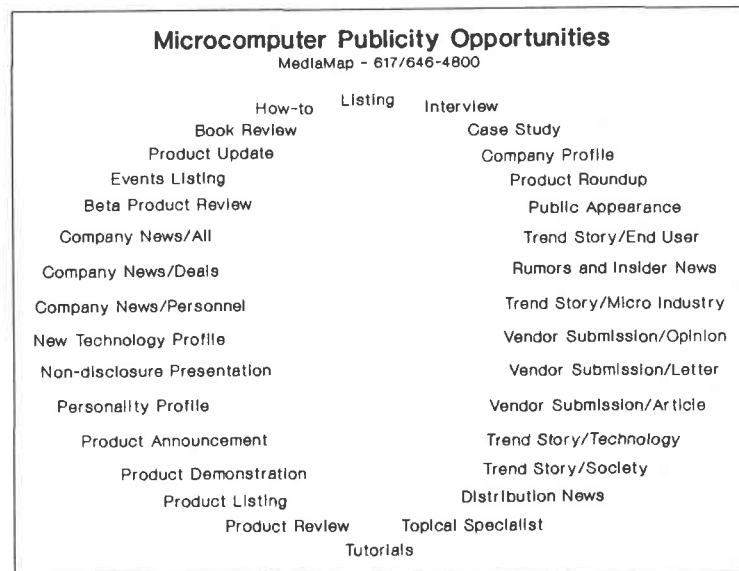 Microcomputer Publicity Opportunities
MediaMap - 617/646-4800
Listing
How-to
Interview
Book Review
Case Study
Product Update
Company Profile
Events Listing
Product Roundup
Beta Product Review
Public Appearance
Company News/All
Trend Story/End User
Company News/Deals
Rumors and Insider News
Company News/Personnel
Trend Story/Micro Industry
New Technology Profile
Vendor Submission/Opinion
Non-disclosure Presentation
Vendor Submission/Letter
Personality Profile
Vendor Submission/Article
Product Announcement
Trend Story/Technology
Product Demonstration
Trend Story/Society
Product Listing
Distribution News
Product Review
Topical Specialist
Tutorials